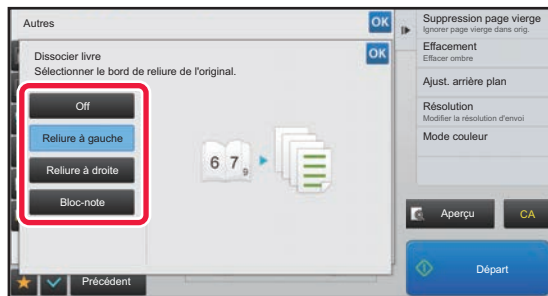 Autres
OK
Dissocier livre
OK
Sélectionner le bord de reliure de l'original.
Off
Reliure à gauche
Reliure à droite
Bloc-note
6 7 9
Précédent
Suppression page vierge
Ignorer page vierge dans orig.
Effacement
Effacer ombre
Ajust. arrière plan
Résolution
Modifier la résolution d'envoi
Mode couleur
Aperçu
CA
Départ